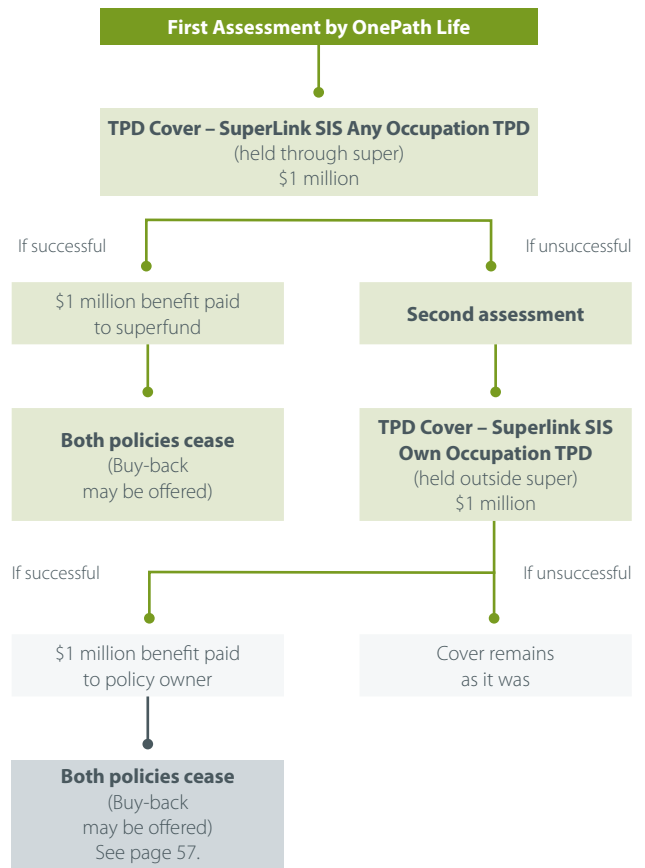 First Assessment by OnePath Life
TPD Cover – SuperLink SIS Any Occupation TPD
(held through super)
$1 million
If successful
If unsuccessful
$1 million benefit paid
to superfund
Second assessment
Both policies cease
(Buy-back
may be offered)
TPD Cover – Superlink SIS
Own Occupation TPD
(held outside super)
$1 million
If successful
If unsuccessful
$1 million benefit paid
to policy owner
Cover remains
as it was
Both policies cease
(Buy-back
may be offered)
See page 57.